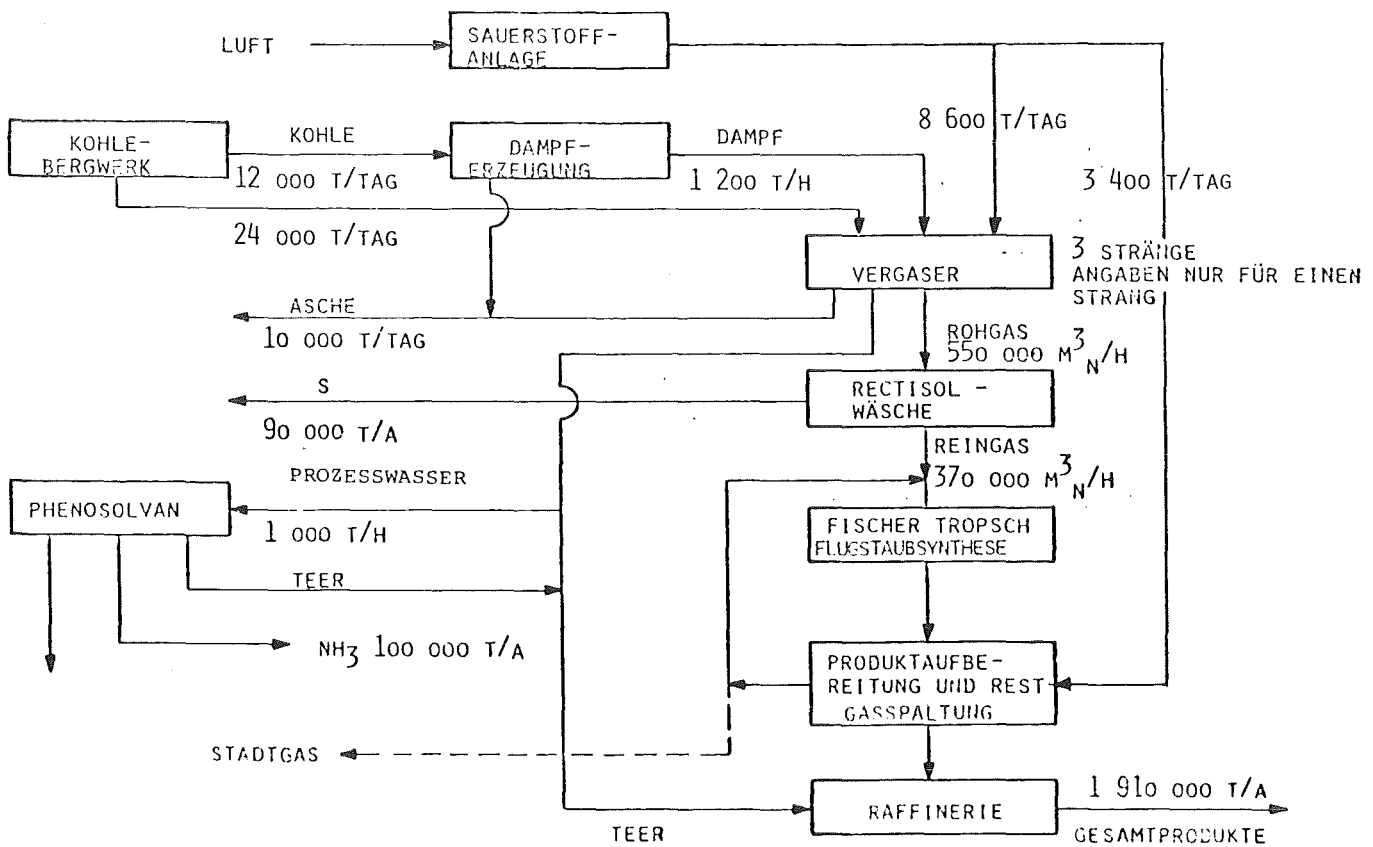 LUFT
SAUERSTOFF-
ANLAGE
KOHLE-
BERGWERK
KOHLE
12 000 T/TAG
DAMPF-
ERZEUGUNG
DAMPF
1 200 T/H
8 600 T/TAG
3 400 T/TAG
24 000 T/TAG
VERGASER
3 STRÄNGE
ANGABEN NUR FÜR EINEN
STRANG
ASCHE
10 000 T/TAG
ROHGAS
550 000 M³N/H
S
90 000 T/A
RECTISOL -
WÄSCHE
REINGAS
370 000 M³N/H
PROZESSWASSER
1 000 T/H
PHENOSOLVAN
FISCHER TROPSCH
FLUGSTAUBSYNTHESE
TEER
NH3 100 000 T/A
PRODUKTAUFBE-
REITUNG UND REST
GASSPALTUNG
STADTGAS
RAFFINERIE
1 910 000 T/A
GESAMTPRODUKTE
TEER